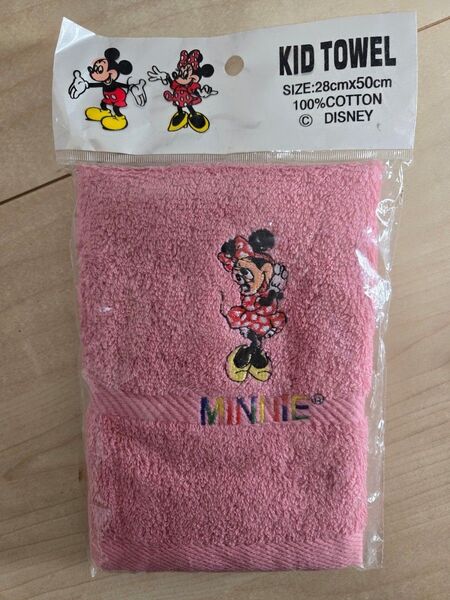 KID TOWEL
SIZE:28cmx50cm
100%COTTON
© DISNEY
MINNIE®